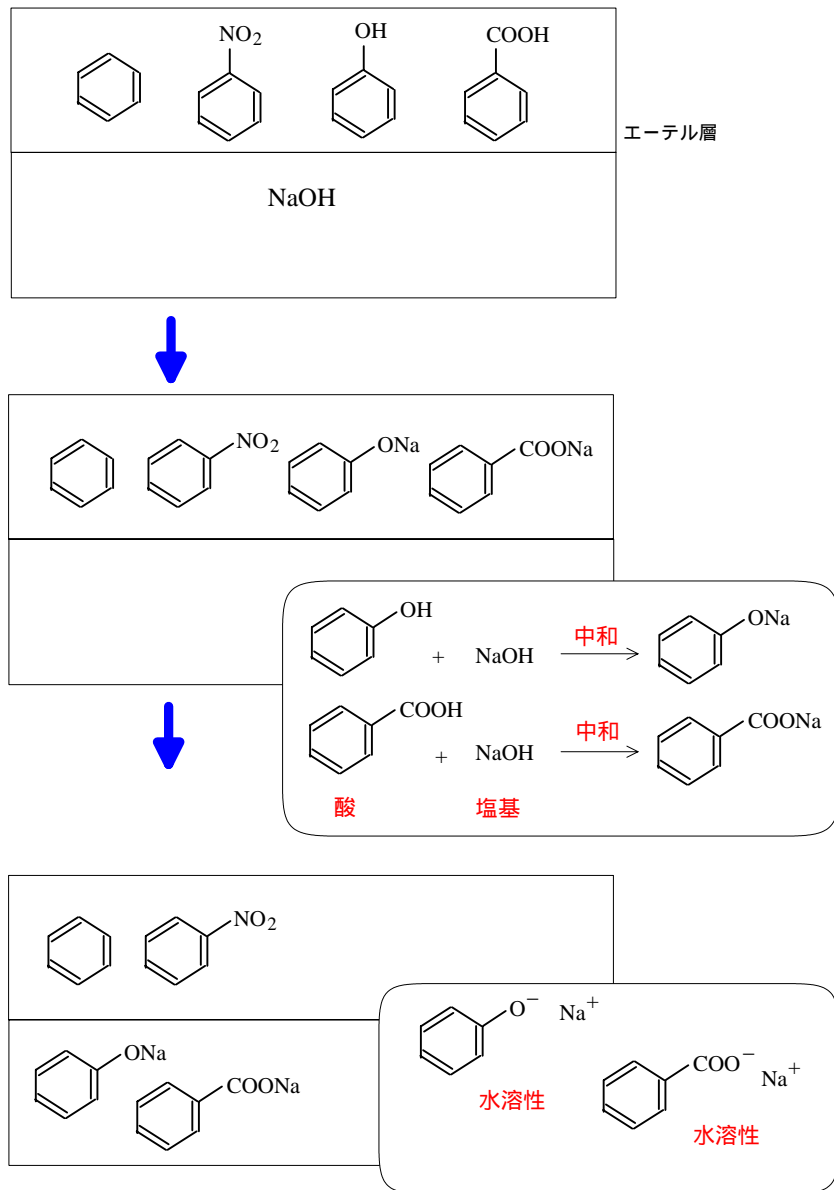 NO2 OH COOH
エーテル層
NaOH
NO2 ONa COONa
OH + NaOH 中和 ONa
COOH + NaOH 中和 COONa
酸 塩基
NO2
ONa COONa
O− Na+
水溶性
COO− Na+
水溶性